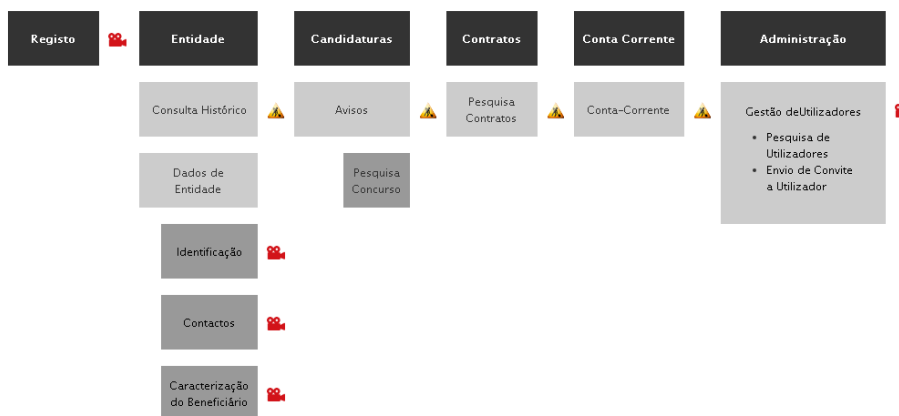 Registo
Entidade
Candidaturas
Contratos
Conta Corrente
Administração
Consulta Histórico
Avisos
Pesquisa
Contratos
Conta-Corrente
Gestão deUtilizadores
• Pesquisa de
Utilizadores
• Envio de Convite
a Utilizador
Dados de
Entidade
Pesquisa
Concurso
Identificação
Contactos
Caracterização
do Beneficiário